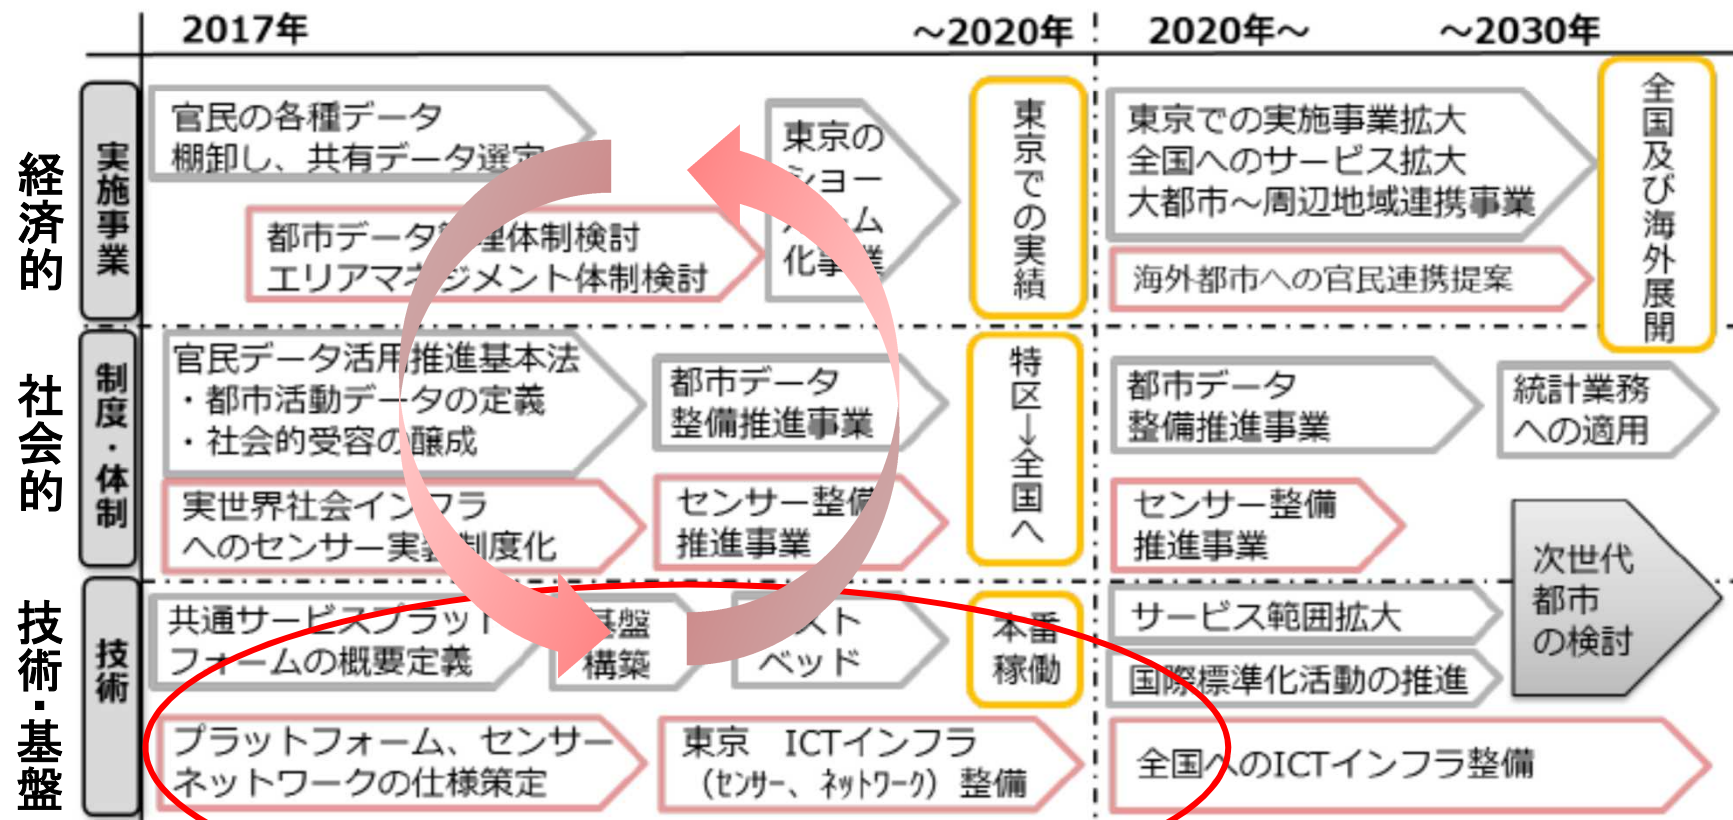 2017年
～2020年
2020年～
～2030年
経済的
実施事業
官民の各種データ
棚卸し、共有データ選定
都市データ管理体制検討
エリアマネジメント体制検討
東京の
ショー
ム
化事業
東京での実績
東京での実施事業拡大
全国へのサービス拡大
大都市～周辺地域連携事業
海外都市への官民連携提案
全国及び海外展開
社会的
制度・体制
官民データ活用推進基本法
・都市活動データの定義
・社会的受容の醸成
実世界社会インフラ
へのセンサー実装制度化
都市データ
整備推進事業
センサー整備
推進事業
特区→全国へ
都市データ
整備推進事業
センサー整備
推進事業
統計業務
への適用
次世代
都市
の検討
技術・基盤
技術
共通サービスプラット
フォームの概要定義
基盤
構築
スト
ベッド
本番
稼働
サービス範囲拡大
国際標準化活動の推進
プラットフォーム、センサー
ネットワークの仕様策定
東京　ICTインフラ
（ｾﾝｻｰ、ﾈｯﾄﾜｰｸ）整備
全国へのICTインフラ整備